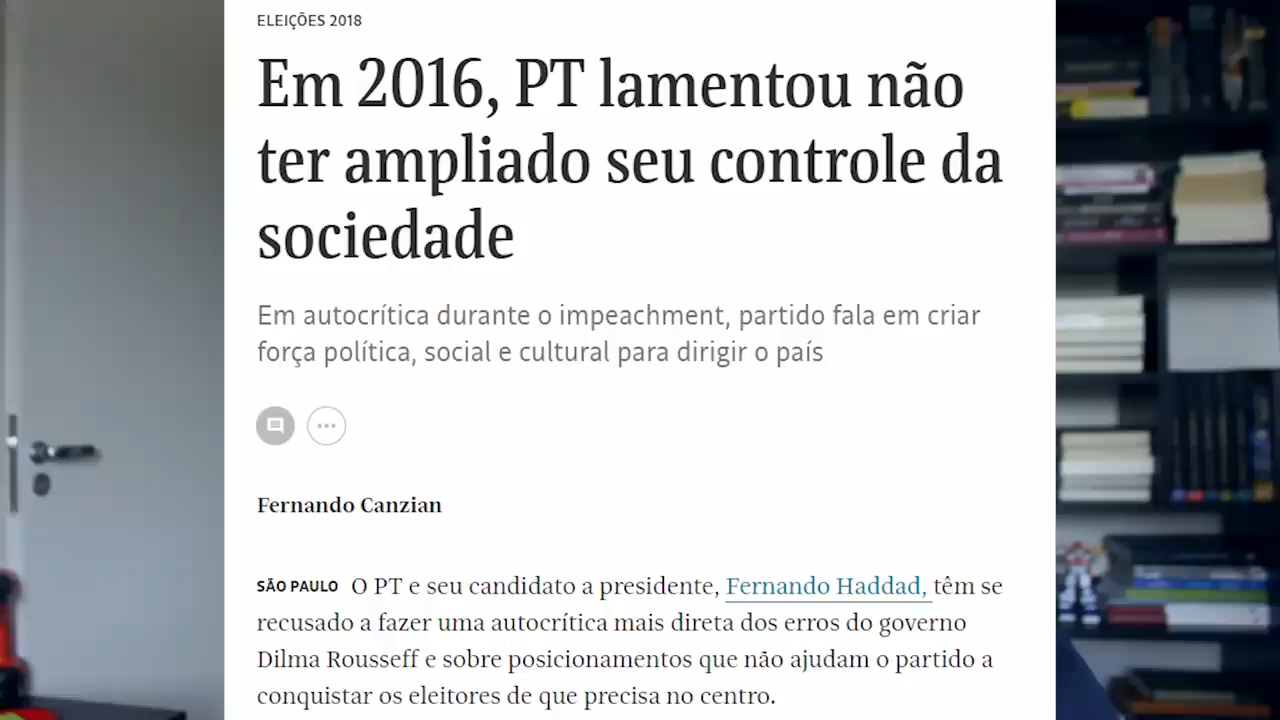 ELEIÇÕES 2018
Em 2016, PT lamentou não
ter ampliado seu controle da
sociedade
Em autocrítica durante o impeachment, partido fala em criar
força política, social e cultural para dirigir o país
Fernando Canzian
SÃO PAULO O PT e seu candidato a presidente, Fernando Haddad, têm se
recusado a fazer uma autocrítica mais direta dos erros do governo
Dilma Rousseff e sobre posicionamentos que não ajudam o partido a
conquistar os eleitores de que precisa no centro.